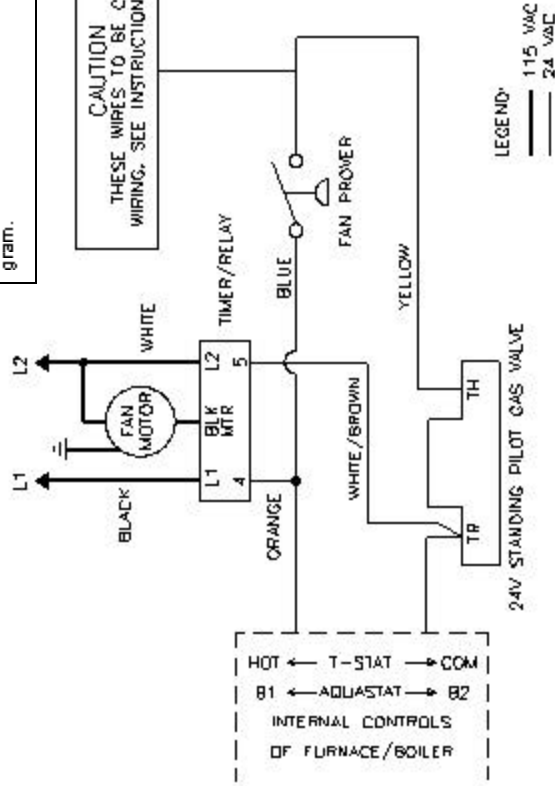 gram.
CAUTION
THESE WIRES TO BE C
WIRING. SEE INSTRUCTION
LEGEND:
115 VAC
24 VAC
L2
L1
WHITE
BLACK
FAN
MOTOR
TIMER/RELAY
L2
BLK
MTR
L1
5
4
FAN PROVER
BLUE
ORANGE
YELLOW
WHITE/BROWN
TH
TR
24V STANDING PILOT GAS VALVE
HOT T-STAT COM
B1 AQUASTAT B2
INTERNAL CONTROLS
OF FURNACE/BOILER